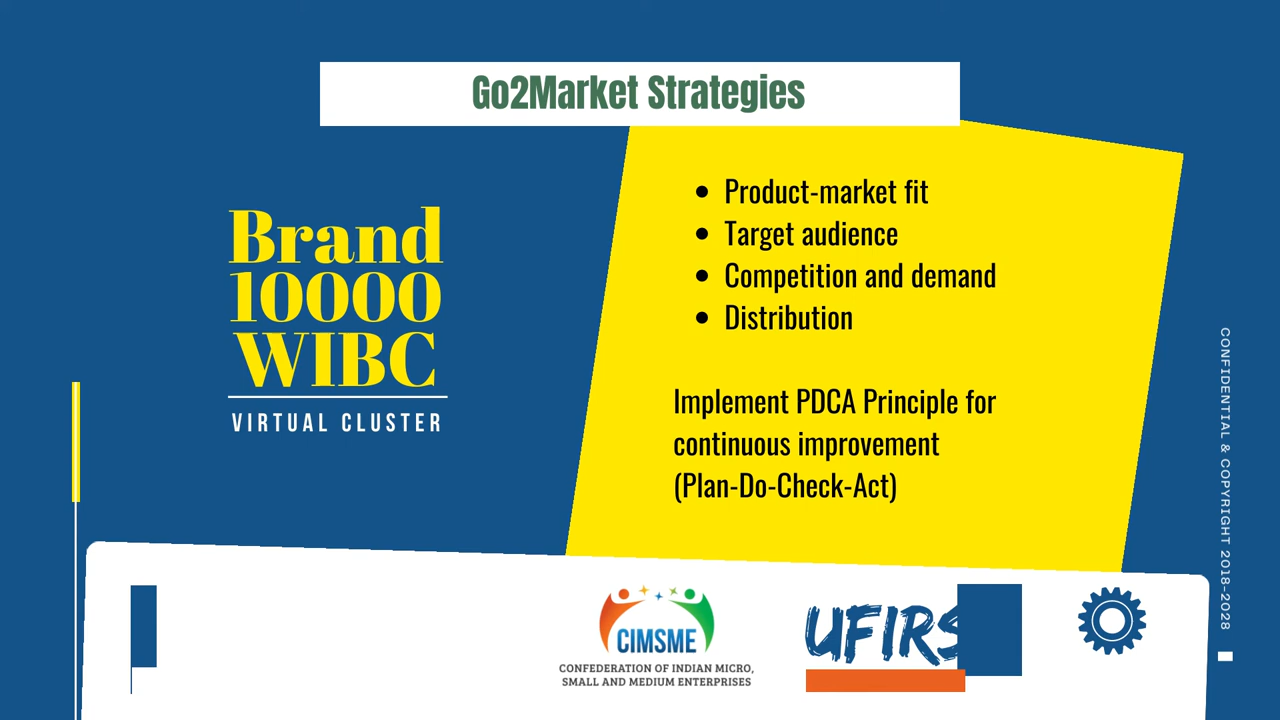 Go2Market Strategies
Brand
10000
WIBC
VIRTUAL CLUSTER
• Product-market fit
• Target audience
• Competition and demand
• Distribution
Implement PDCA Principle for
continuous improvement
(Plan-Do-Check-Act)
CONFIDENTIAL & COPYRIGHT 2018-2028
CIMSME
CONFEDERATION OF INDIAN MICRO,
SMALL AND MEDIUM ENTERPRISES